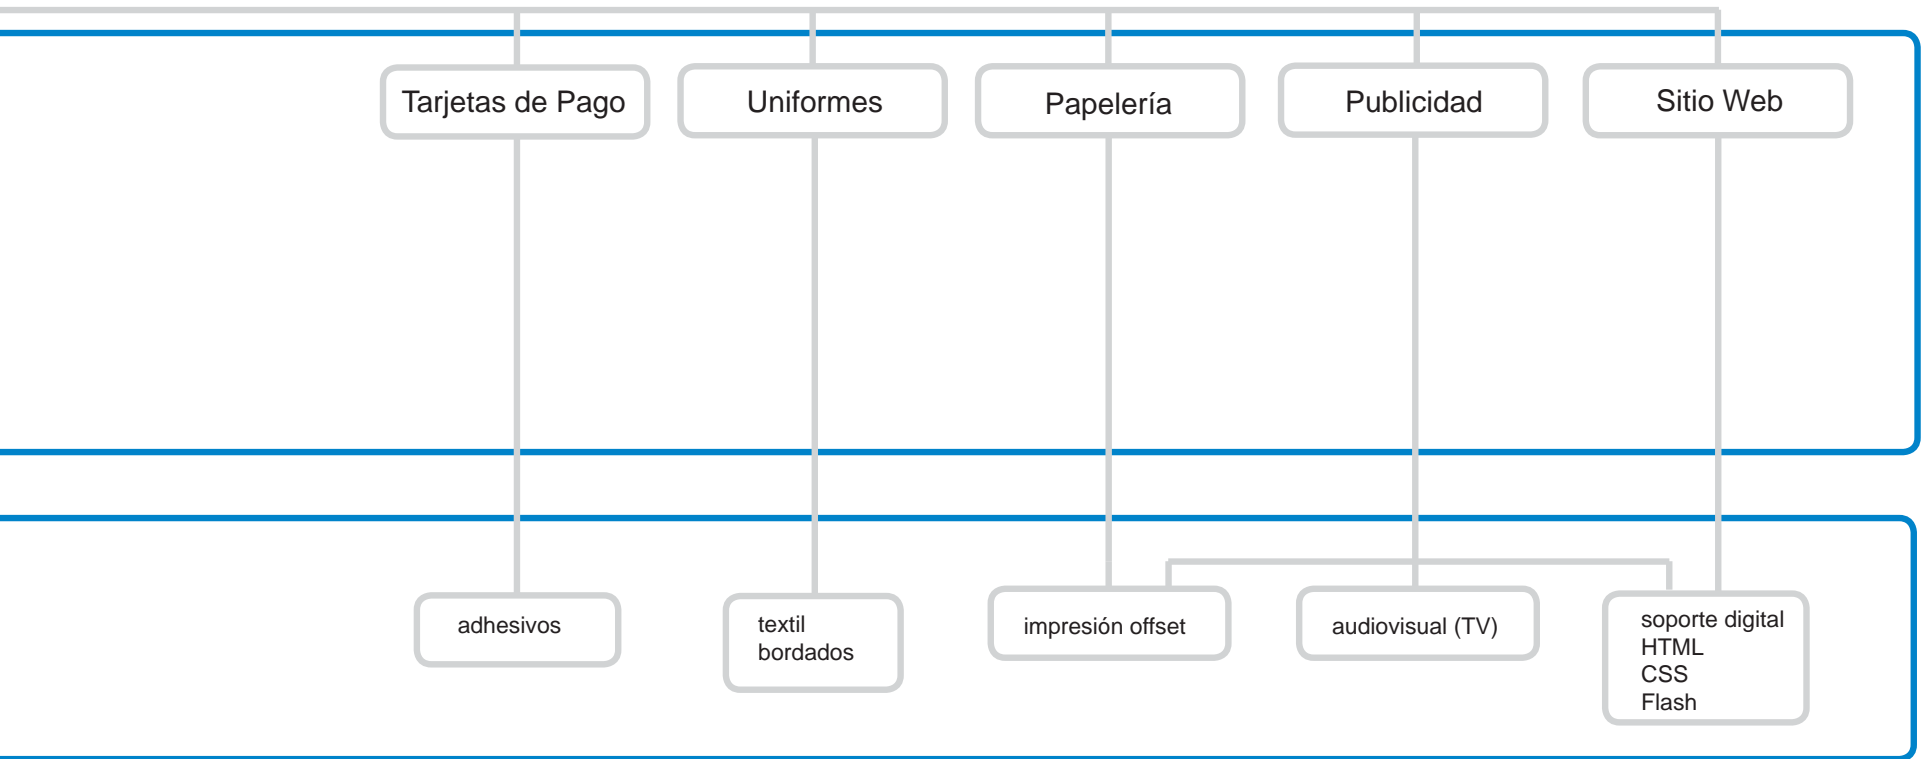 Tarjetas de Pago
Uniformes
Papelería
Publicidad
Sitio Web
adhesivos
textil
bordados
impresión offset
audiovisual (TV)
soporte digital
HTML
CSS
Flash